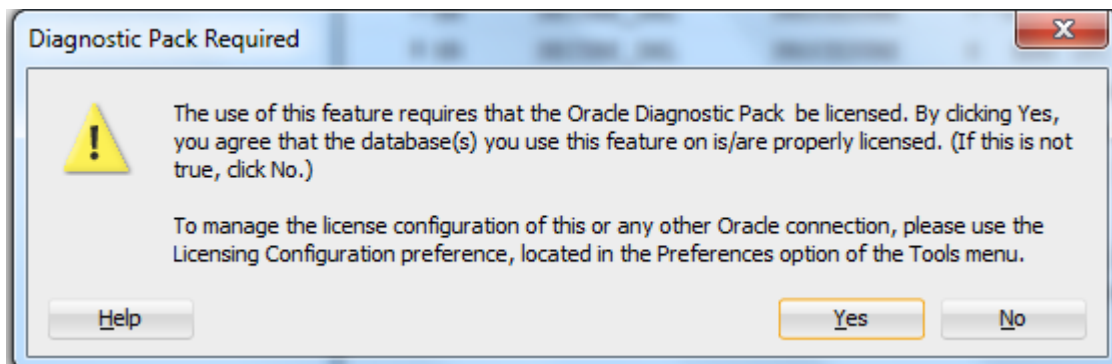 Diagnostic Pack Required
The use of this feature requires that the Oracle Diagnostic Pack  be licensed. By clicking Yes,
you agree that the database(s) you use this feature on is/are properly licensed. (If this is not
true, click No.)
To manage the license configuration of this or any other Oracle connection, please use the
Licensing Configuration preference, located in the Preferences option of the Tools menu.
Help
Yes
No